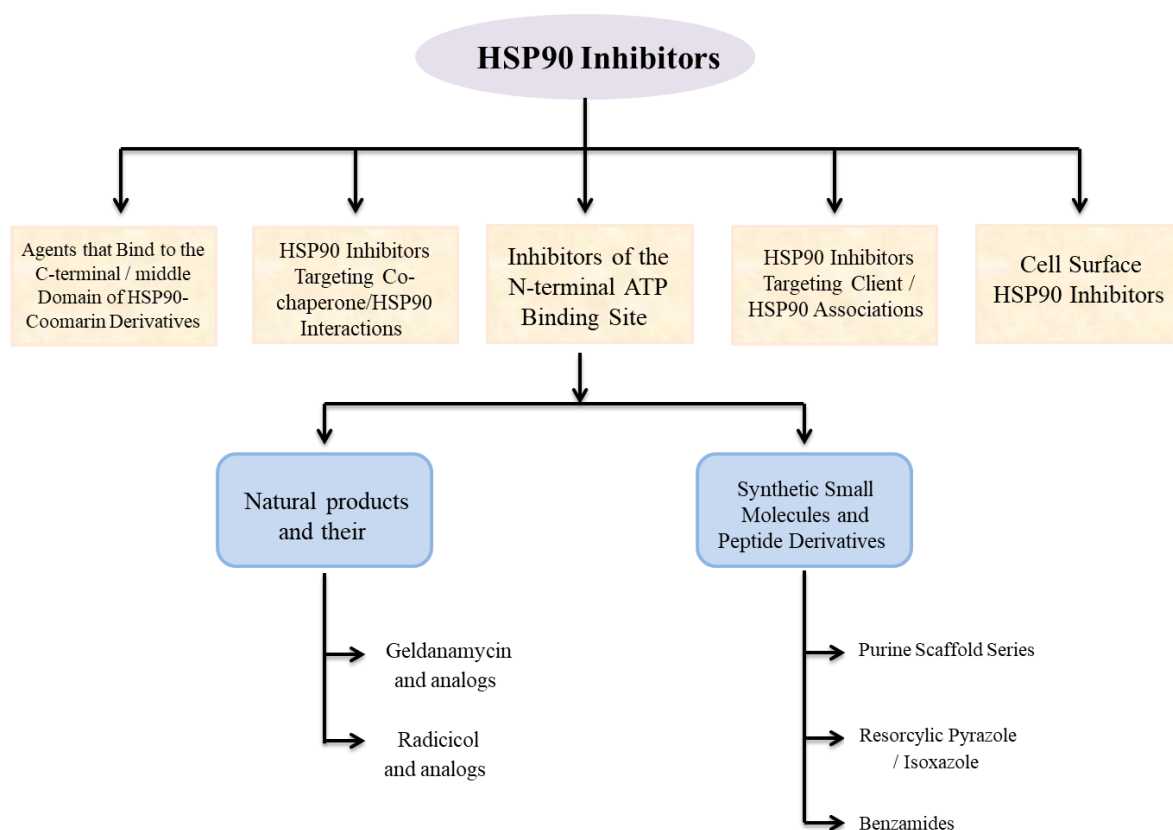 HSP90 Inhibitors
Agents that Bind to the
C-terminal / middle
Domain of HSP90-
Coomarin Derivatives
HSP90 Inhibitors
Targeting Co-
chaperone/HSP90
Interactions
Inhibitors of the
N-terminal ATP
Binding Site
HSP90 Inhibitors
Targeting Client /
HSP90 Associations
Cell Surface
HSP90 Inhibitors
Natural products
and their
Synthetic Small
Molecules and
Peptide Derivatives
Geldanamycin
and analogs
Radicicol
and analogs
Purine Scaffold Series
Resorcylic Pyrazole
/ Isoxazole
Benzamides